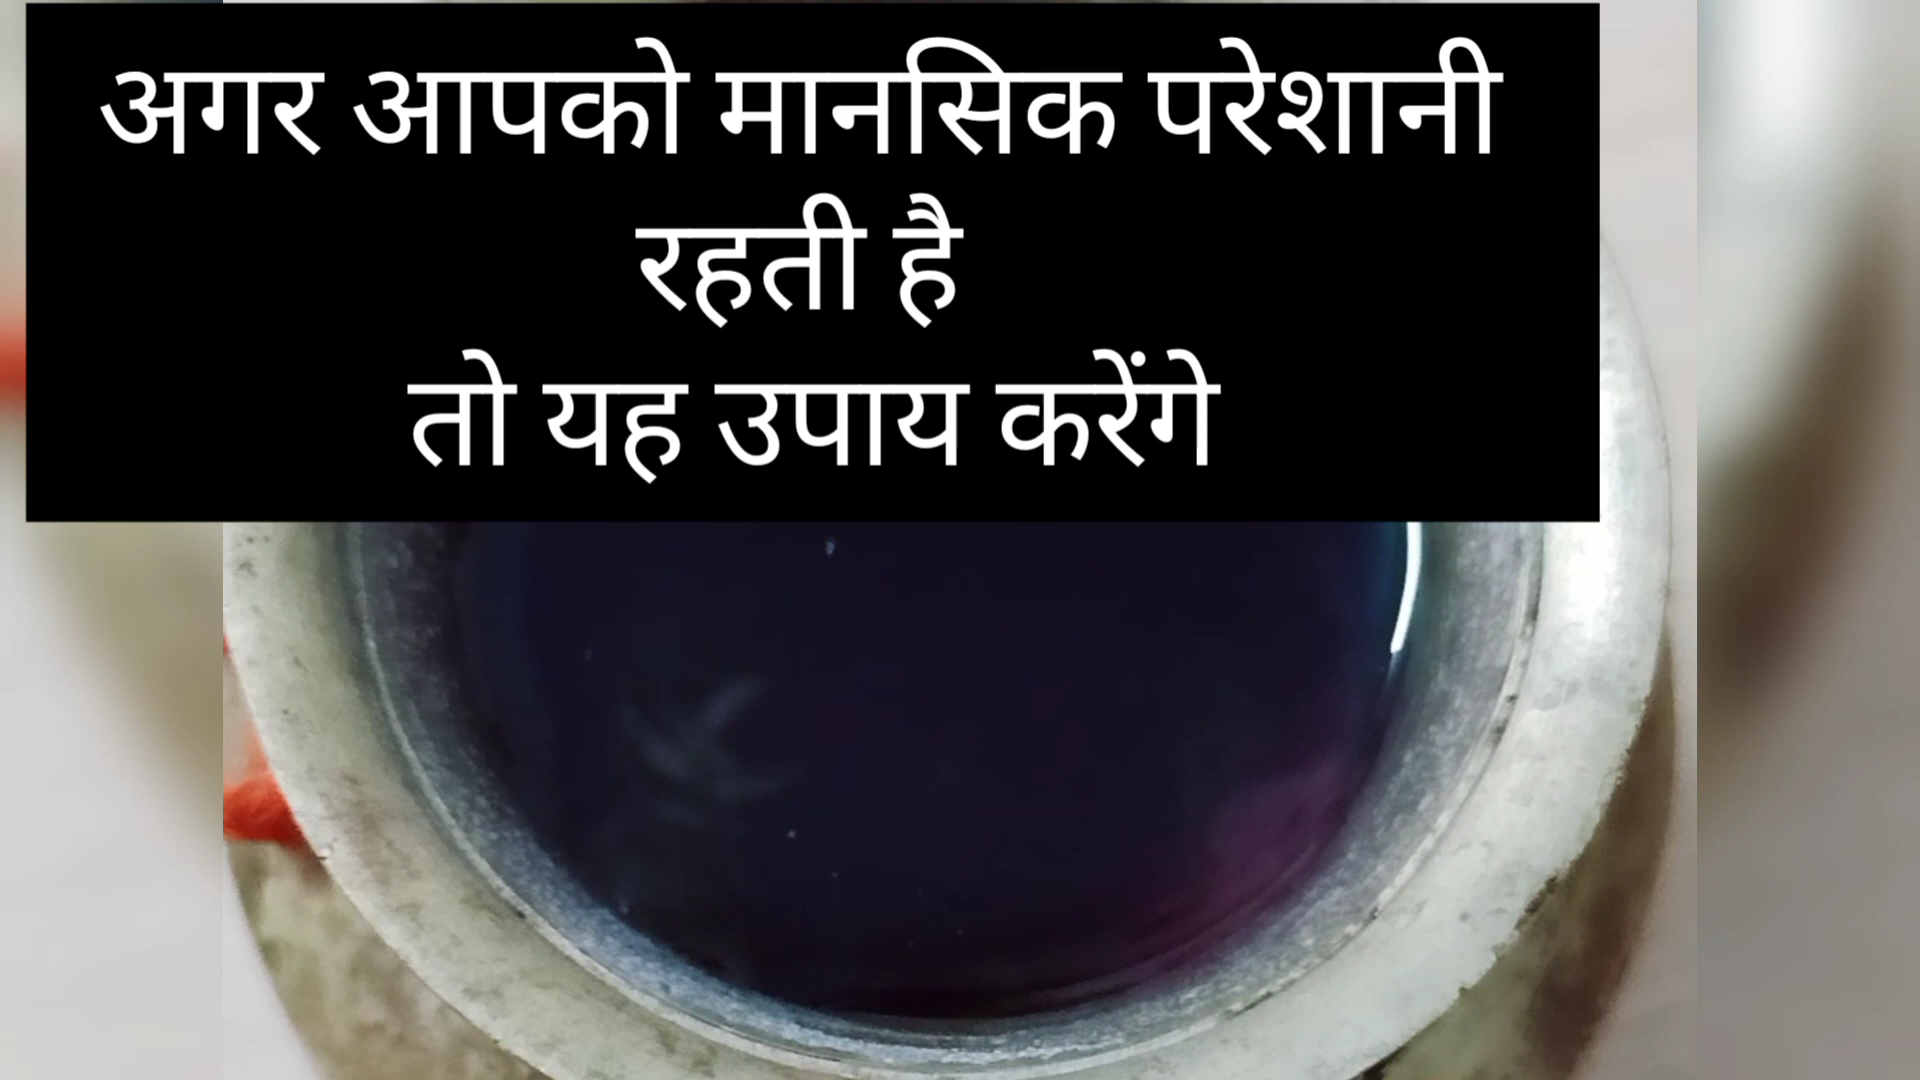 अगर आपको मानसिक परेशानी
रहती है
तो यह उपाय करेंगे